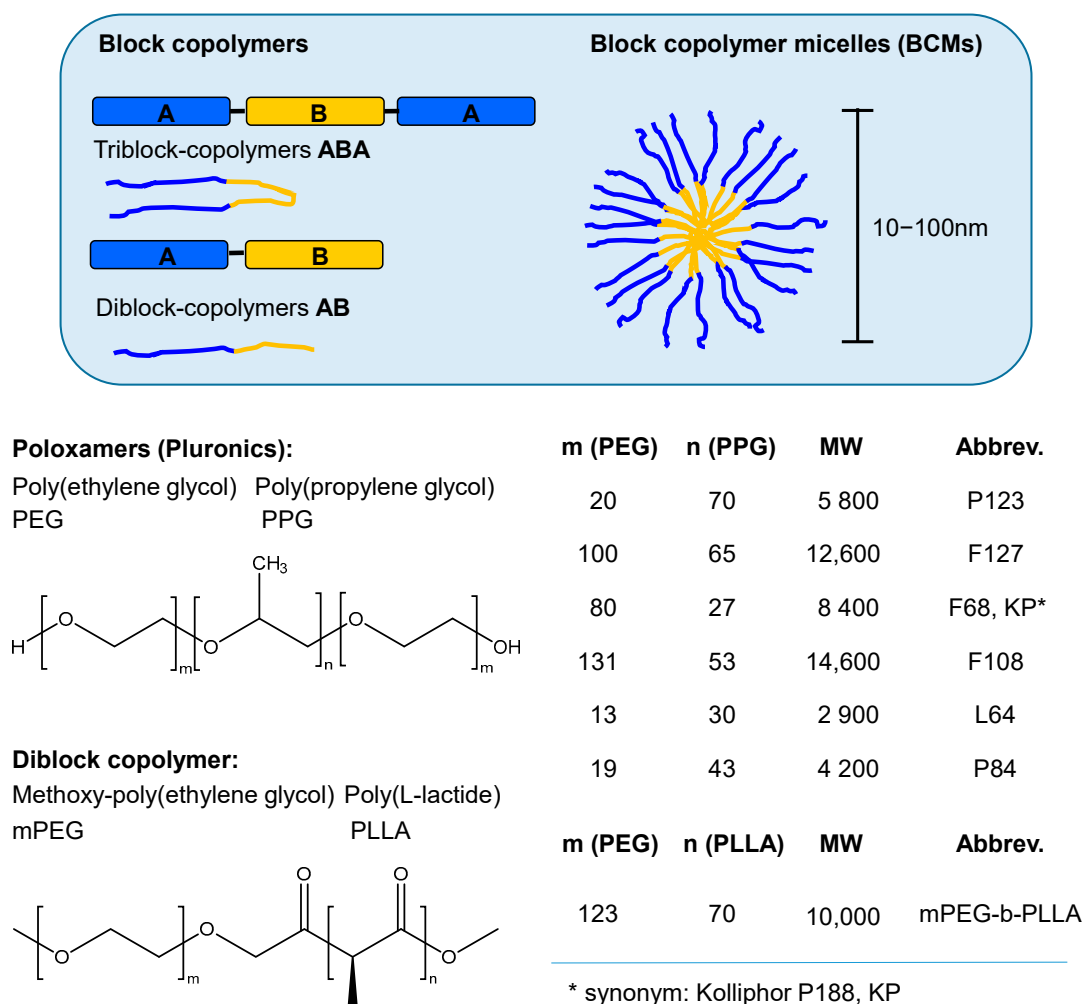 Block copolymers
Block copolymer micelles (BCMs)
A B A
Triblock-copolymers ABA
A B
Diblock-copolymers AB
10−100nm
Poloxamers (Pluronics):
Poly(ethylene glycol) Poly(propylene glycol)
PEG PPG
CH3
H O O O OH
m n m
Diblock copolymer:
Methoxy-poly(ethylene glycol) Poly(L-lactide)
mPEG PLLA
O O
O O O
m n
m (PEG) n (PPG) MW Abbrev.
20 70 5 800 P123
100 65 12,600 F127
80 27 8 400 F68, KP*
131 53 14,600 F108
13 30 2 900 L64
19 43 4 200 P84
m (PEG) n (PLLA) MW Abbrev.
123 70 10,000 mPEG-b-PLLA
* synonym: Kolliphor P188, KP